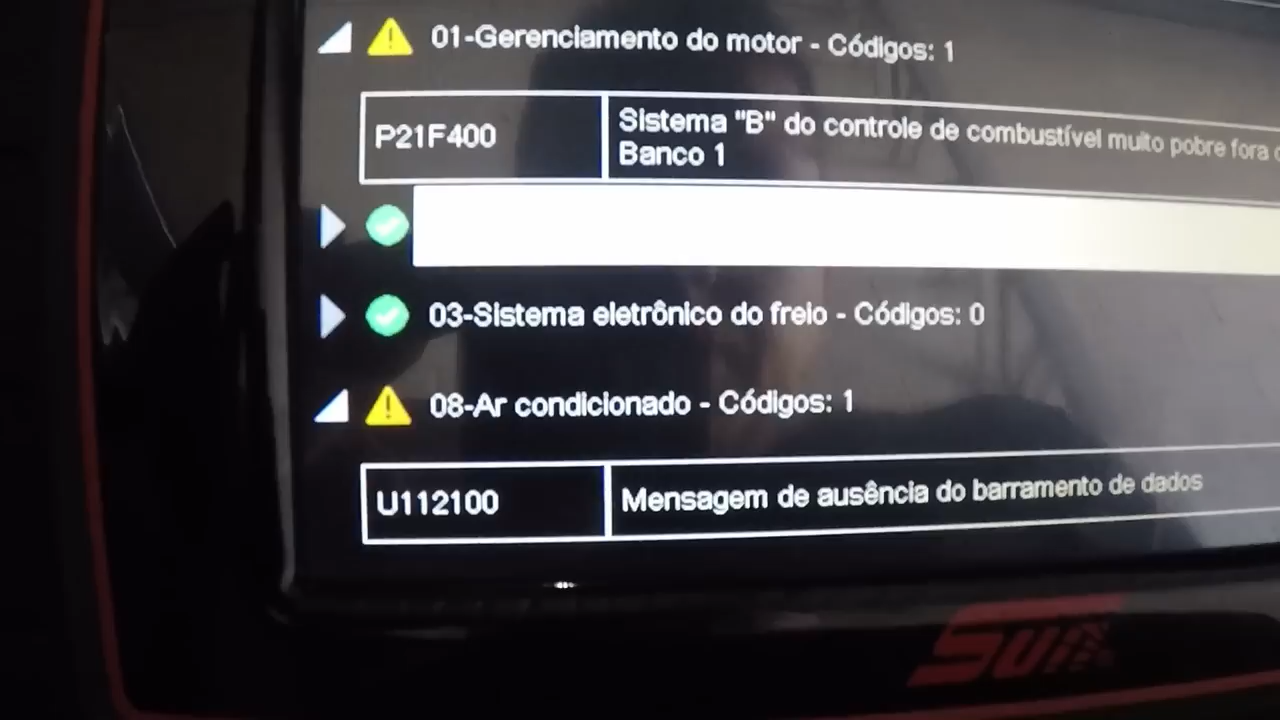 01-Gerenciamento do motor - Códigos: 1
P21F400
Sistema "B" do controle de combustível muito pobre fora
Banco 1
03-Sistema eletrônico do freio - Códigos: 0
08-Ar condicionado - Códigos: 1
U112100
Mensagem de ausência do barramento de dados
Sun